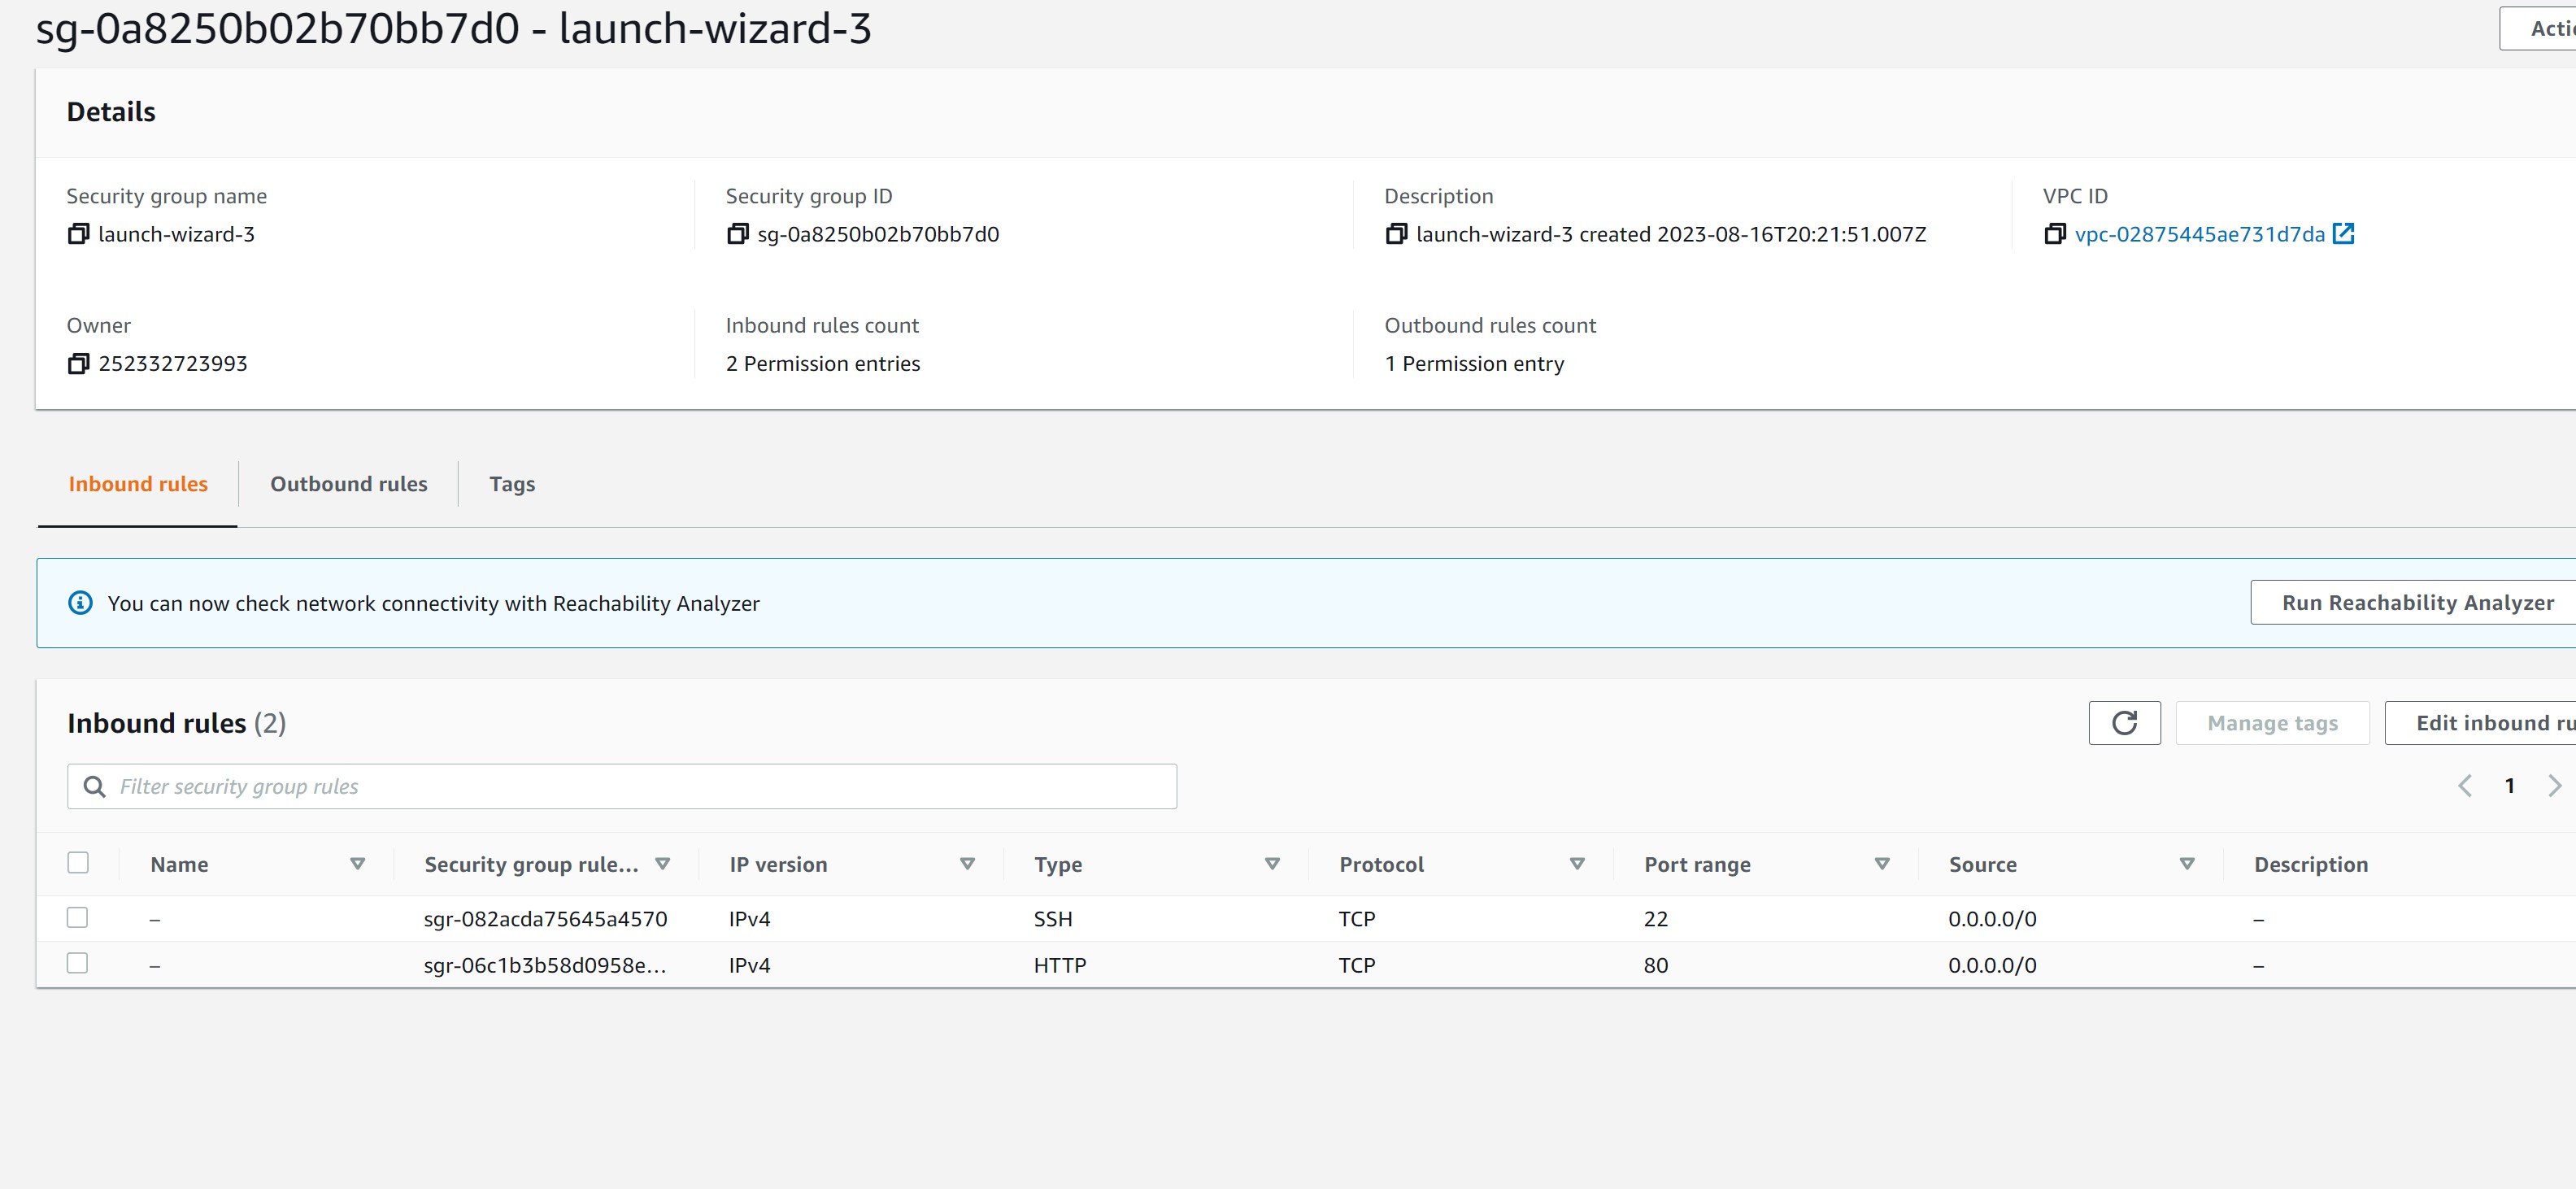 sg-0a8250b02b70bb7d0 - launch-wizard-3
Details
Security group name
launch-wizard-3
Security group ID
sg-0a8250b02b70bb7d0
Description
launch-wizard-3 created 2023-08-16T20:21:51.007Z
VPC ID
vpc-02875445ae731d7da
Owner
252332723993
Inbound rules count
2 Permission entries
Outbound rules count
1 Permission entry
Inbound rules Outbound rules Tags
You can now check network connectivity with Reachability Analyzer Run Reachability Analyzer
Inbound rules (2) Manage tags Edit inbound
Filter security group rules 1
Name Security group rule... IP version Type Protocol Port range Source Description
– sgr-082acda75645a4570 IPv4 SSH TCP 22 0.0.0.0/0 –
– sgr-06c1b3b58d0958e... IPv4 HTTP TCP 80 0.0.0.0/0 –